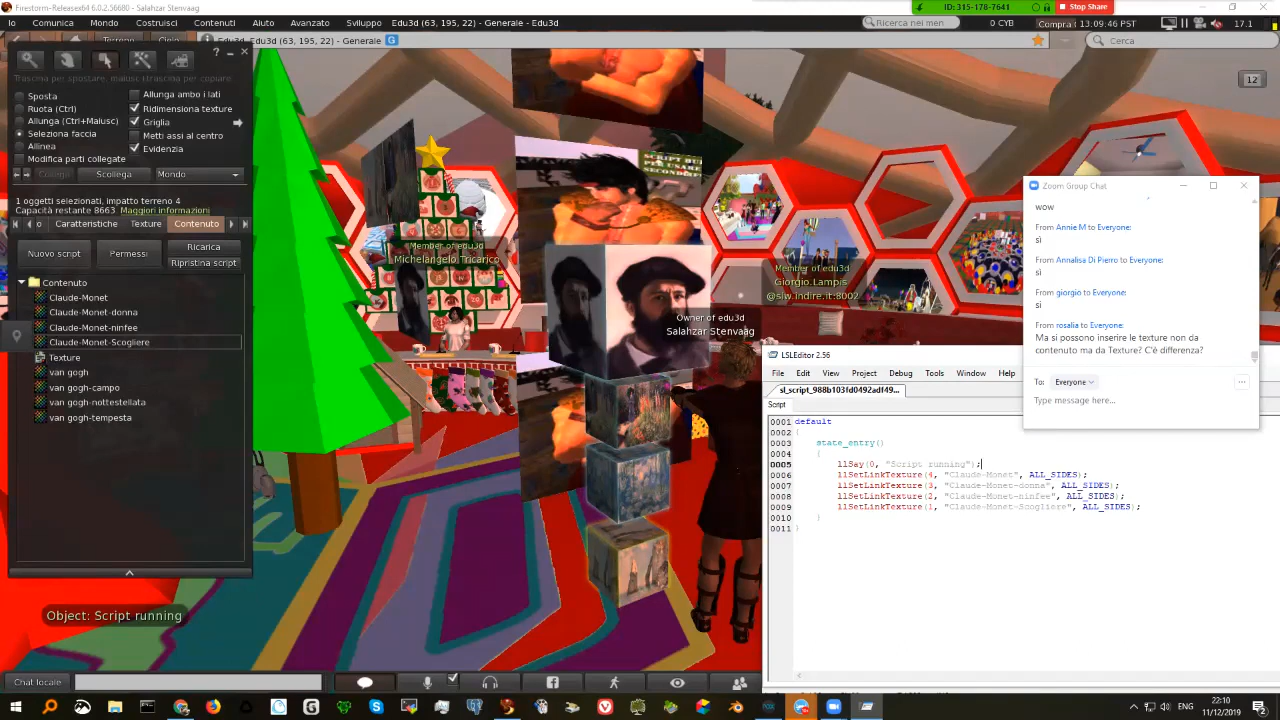 Firestorm-Releasex64 6.0.2.56680 - Salahzar Stenvaag
ID: 315-178-7641
Stop Share
Comunica
Mondo
Aiuto
Avanzato
Sviluppo
Edu3d (63, 195, 22) - Generale - Edu3d
Ricerca nei men
0 CYB
Compra
13:09:46 PST
17.1
Edu3d (63, 195, 22) - Generale
Cerca
12
Trascina per spostare, maiusc+trascina per copiare.
Sposta
Ruota (Ctrl)
Allunga (Ctrl+Maiusc)
Seleziona faccia
Allinea
Modifica parti collegate
Allunga ambo i lati
Ridimensiona texture
Griglia
Metti assi al centro
Evidenzia
Scollega
Mondo
1 oggetti selezionati, impatto terreno 4
Capacità restante 8663. Maggiori informazioni
Caratteristiche
Texture
Contenuto
Nuovo script
Permessi
Ricarica
Ripristina script
Contenuto
Claude-Monet
Claude-Monet-donna
Claude-Monet-ninfee
Claude-Monet-Scogliere
Texture
van gogh
van gogh-campo
van gogh-nottestellata
van gogh-tempesta
Object: Script running
Chat locale
Member of edu3d
Michelangelo Tricarico
Member of edu3d
Giorgio.Lampis
@slw.indire.it:8002
Owner of edu3d
Salahzar Stenvaag
Zoom Group Chat
wow
From Annie M to Everyone:
sì
From Annalisa Di Pierro to Everyone:
sì
From giorgio to Everyone:
si
From rosalia to Everyone:
Ma si possono inserire le texture non da
contenuto ma da Texture? C'é differenza?
To: Everyone
Type message here...
LSLEditor 2.56
File Edit View Project Debug Tools Window Help
sl_script_988b103fd0492adf49...
Script
0001 default
0002 {
0003 state_entry()
0004 {
0005 llSay(0, "Script running");
0006 llSetLinkTexture(4, "Claude-Monet", ALL_SIDES);
0007 llSetLinkTexture(3, "Claude-Monet-donna", ALL_SIDES);
0008 llSetLinkTexture(2, "Claude-Monet-ninfee", ALL_SIDES);
0009 llSetLinkTexture(1, "Claude-Monet-Scogliere", ALL_SIDES);
0010 }
0011 }
ENG
22:10
11/12/2019